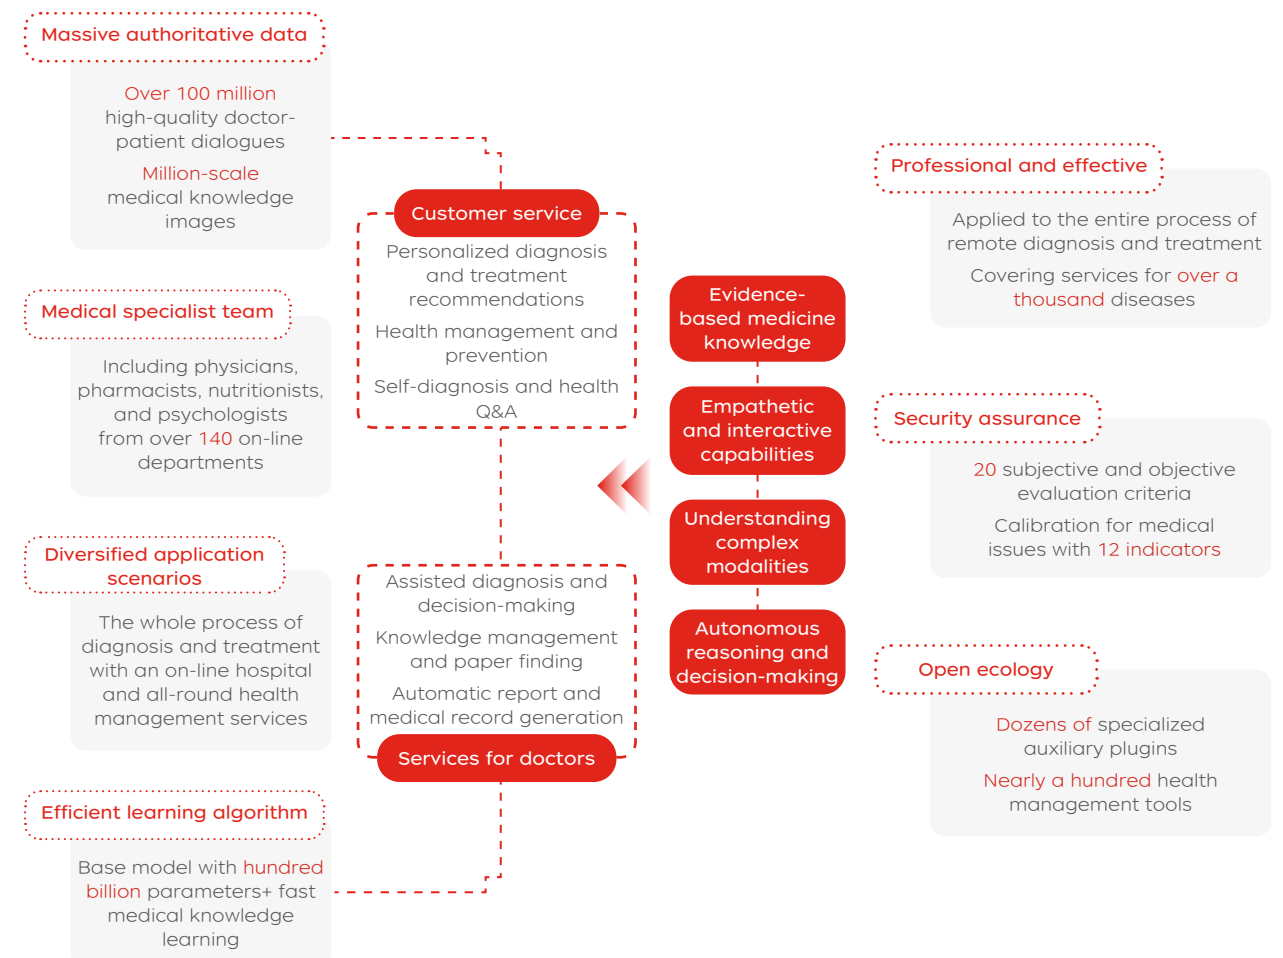 Massive authoritative data
Over 100 million
high-quality doctor-
patient dialogues
Million-scale
medical knowledge
images
Medical specialist team
Including physicians,
pharmacists, nutritionists,
and psychologists
from over 140 on-line
departments
Diversified application
scenarios
The whole process of
diagnosis and treatment
with an on-line hospital
and all-round health
management services
Efficient learning algorithm
Base model with hundred
billion parameters+ fast
medical knowledge
learning
Customer service
Personalized diagnosis
and treatment
recommendations
Health management and
prevention
Self-diagnosis and health
Q&A
Assisted diagnosis and
decision-making
Knowledge management
and paper finding
Automatic report and
medical record generation
Services for doctors
Evidence-
based medicine
knowledge
Empathetic
and interactive
capabilities
Understanding
complex
modalities
Autonomous
reasoning and
decision-making
Professional and effective
Applied to the entire process of
remote diagnosis and treatment
Covering services for over a
thousand diseases
Security assurance
20 subjective and objective
evaluation criteria
Calibration for medical
issues with 12 indicators
Open ecology
Dozens of specialized
auxiliary plugins
Nearly a hundred health
management tools